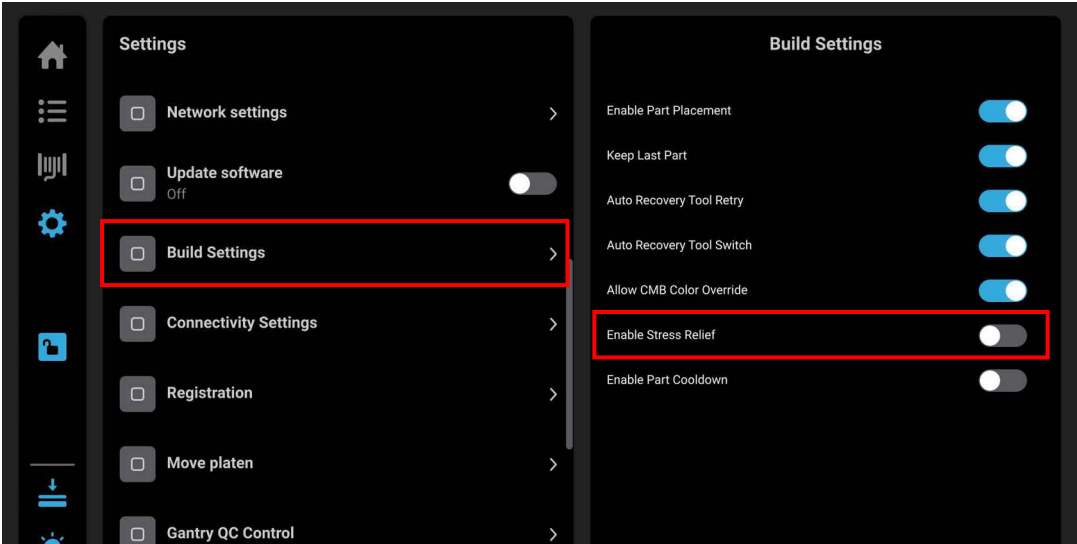 Settings
Network settings
Update software
Off
Build Settings
Connectivity Settings
Registration
Move platen
Gantry QC Control
Build Settings
Enable Part Placement
Keep Last Part
Auto Recovery Tool Retry
Auto Recovery Tool Switch
Allow CMB Color Override
Enable Stress Relief
Enable Part Cooldown